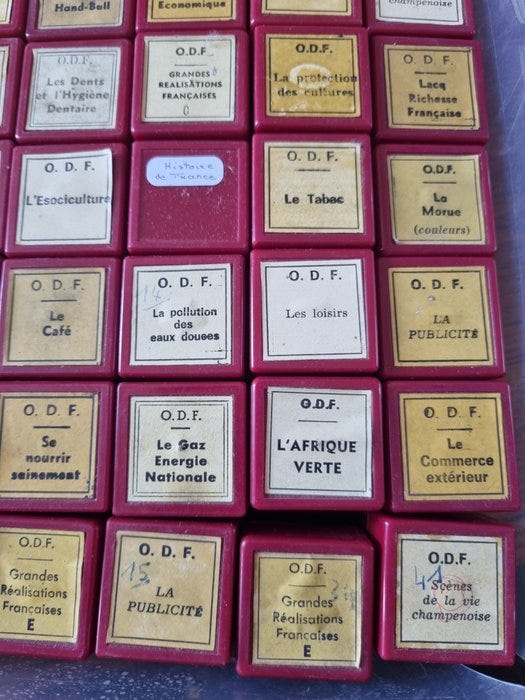 Hand-Ball
Economique
champenoise
O.D.F.
Les Dents
et l'Hygiène
Dentaire
O.D.F.
GRANDES
REALISATIONS
FRANÇAISES
C
O.D.F.
La protection
des cultures
O. D. F.
Lacq
Richesse
Française
O. D. F.
L'Esociculture
Histoire
de France
O. D. F.
Le Tabac
O.D.F.
La
Morue
(couleurs)
O. D. F.
Le
Café
O. D. F.
La pollution
des
eaux douces
O. D. F.
Les loisirs
O. D. F.
LA
PUBLICITÉ
O. D. F.
Se
nourrir
sainement
O.D.F.
Le Gaz
Energie
Nationale
O.D.F.
L'AFRIQUE
VERTE
O. D. F.
Le
Commerce
extérieur
O.D.F.
Grandes
Réalisations
Françaises
E
O. D. F.
15
LA
PUBLICITÉ
O.D.F.
Grandes
Réalisations
Françaises
E
O.D.F.
41
Scènes
de la vie
champenoise